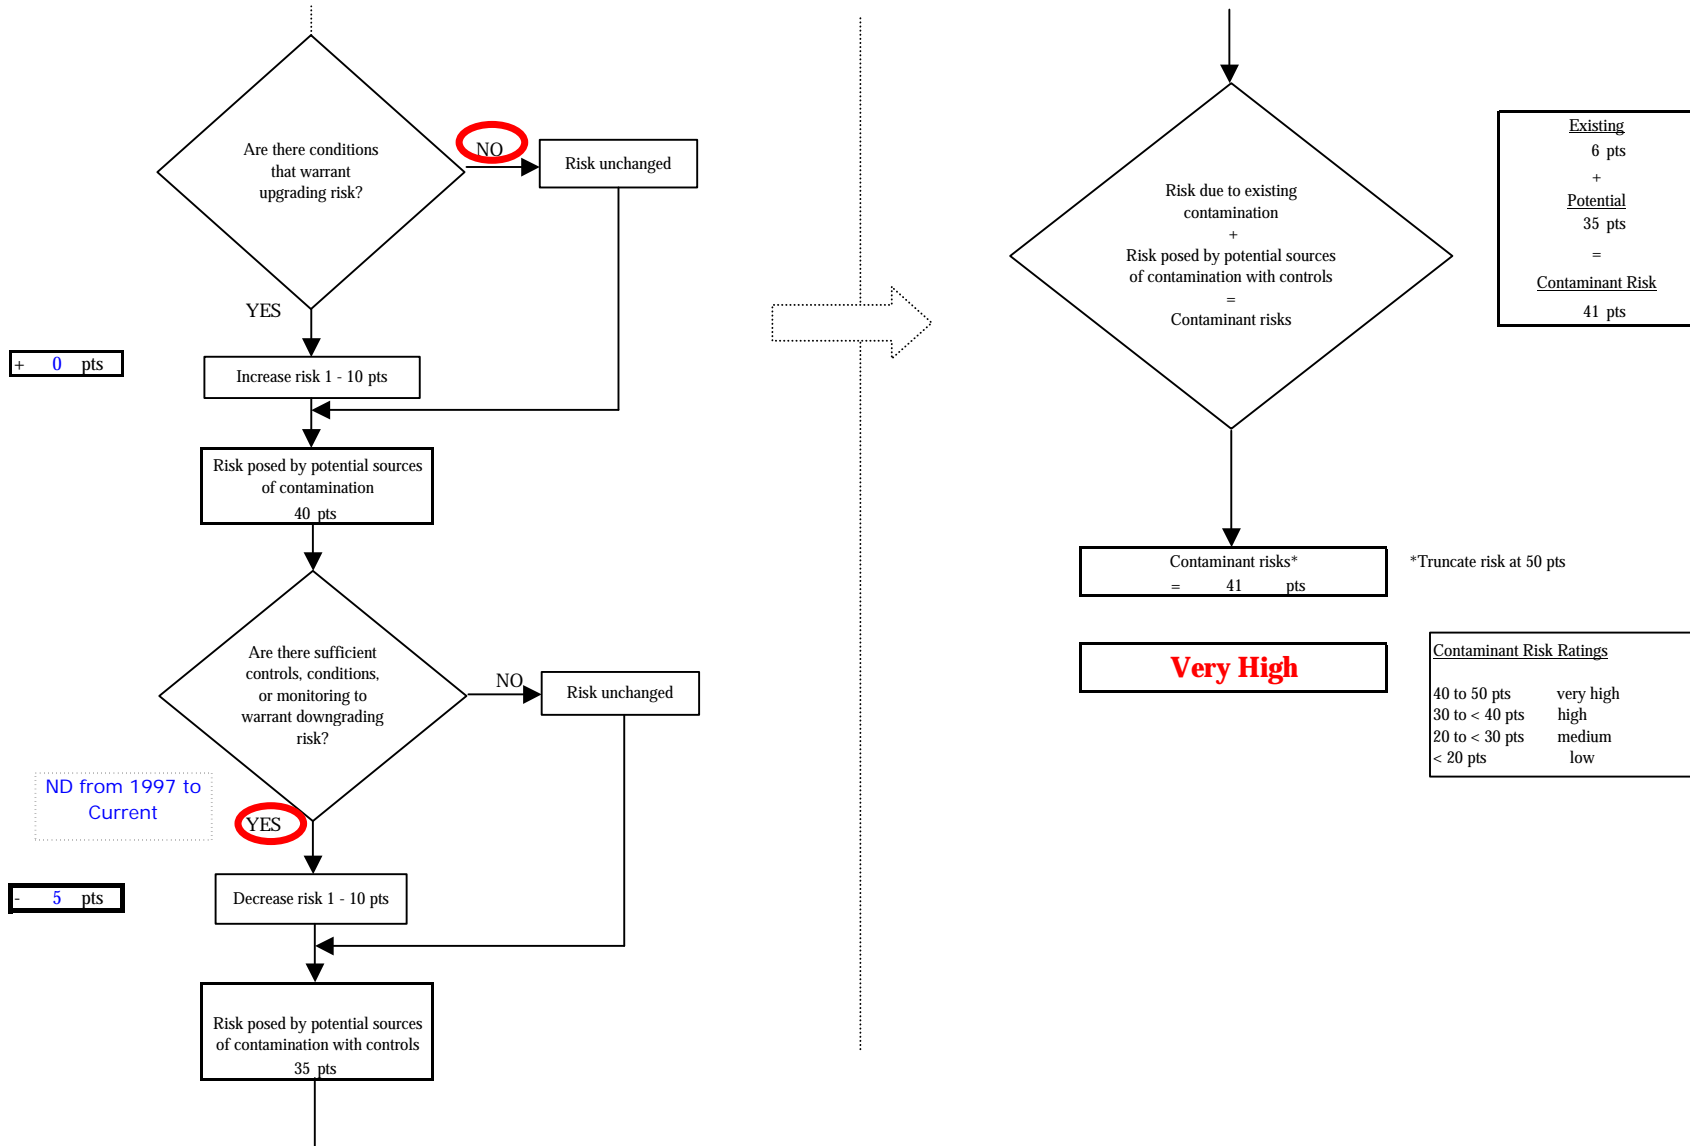 Are there conditions
that warrant
upgrading risk?
NO
Risk unchanged
YES
+ 0 pts
Increase risk 1 - 10 pts
Risk posed by potential sources
of contamination
40 pts
Are there sufficient
controls, conditions,
or monitoring to
warrant downgrading
risk?
NO
Risk unchanged
ND from 1997 to
Current
YES
- 5 pts
Decrease risk 1 - 10 pts
Risk posed by potential sources
of contamination with controls
35 pts
Risk due to existing
contamination
+
Risk posed by potential sources
of contamination with controls
=
Contaminant risks
Existing
6 pts
+
Potential
35 pts
=
Contaminant Risk
41 pts
Contaminant risks*
= 41 pts
*Truncate risk at 50 pts
Very High
Contaminant Risk Ratings
40 to 50 pts very high
30 to < 40 pts high
20 to < 30 pts medium
< 20 pts low